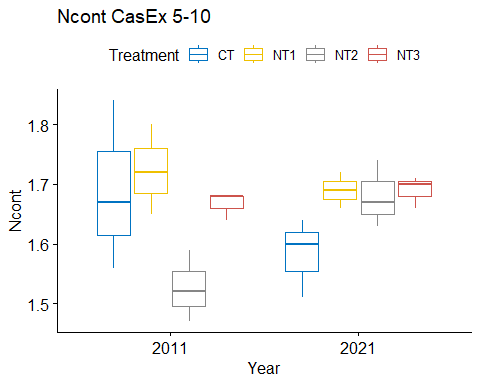 Ncont CasEx 5-10
Treatment CT NT1 NT2 NT3
Ncont
1.8
1.7
1.6
1.5
2011 2021
Year